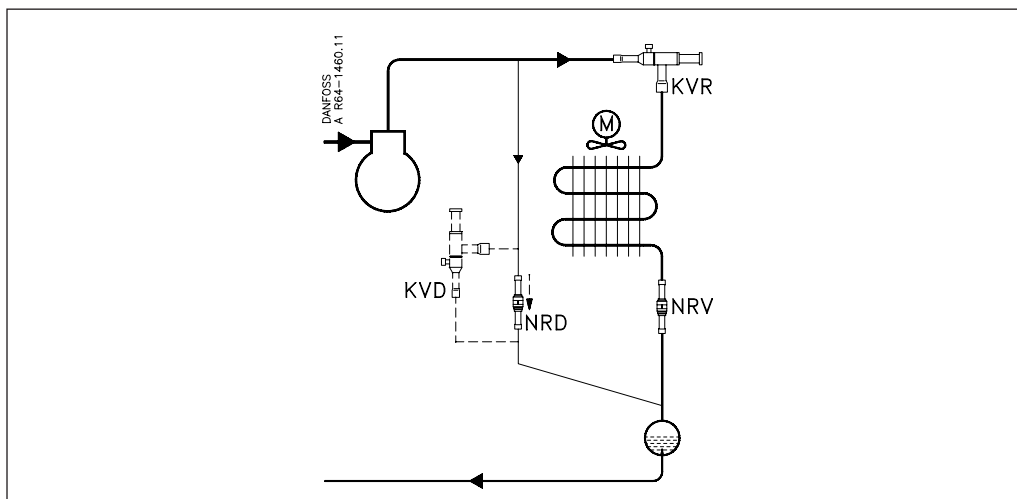 DANFOSS
A R64-1460.11
KVR
M
KVD
NRD
NRV